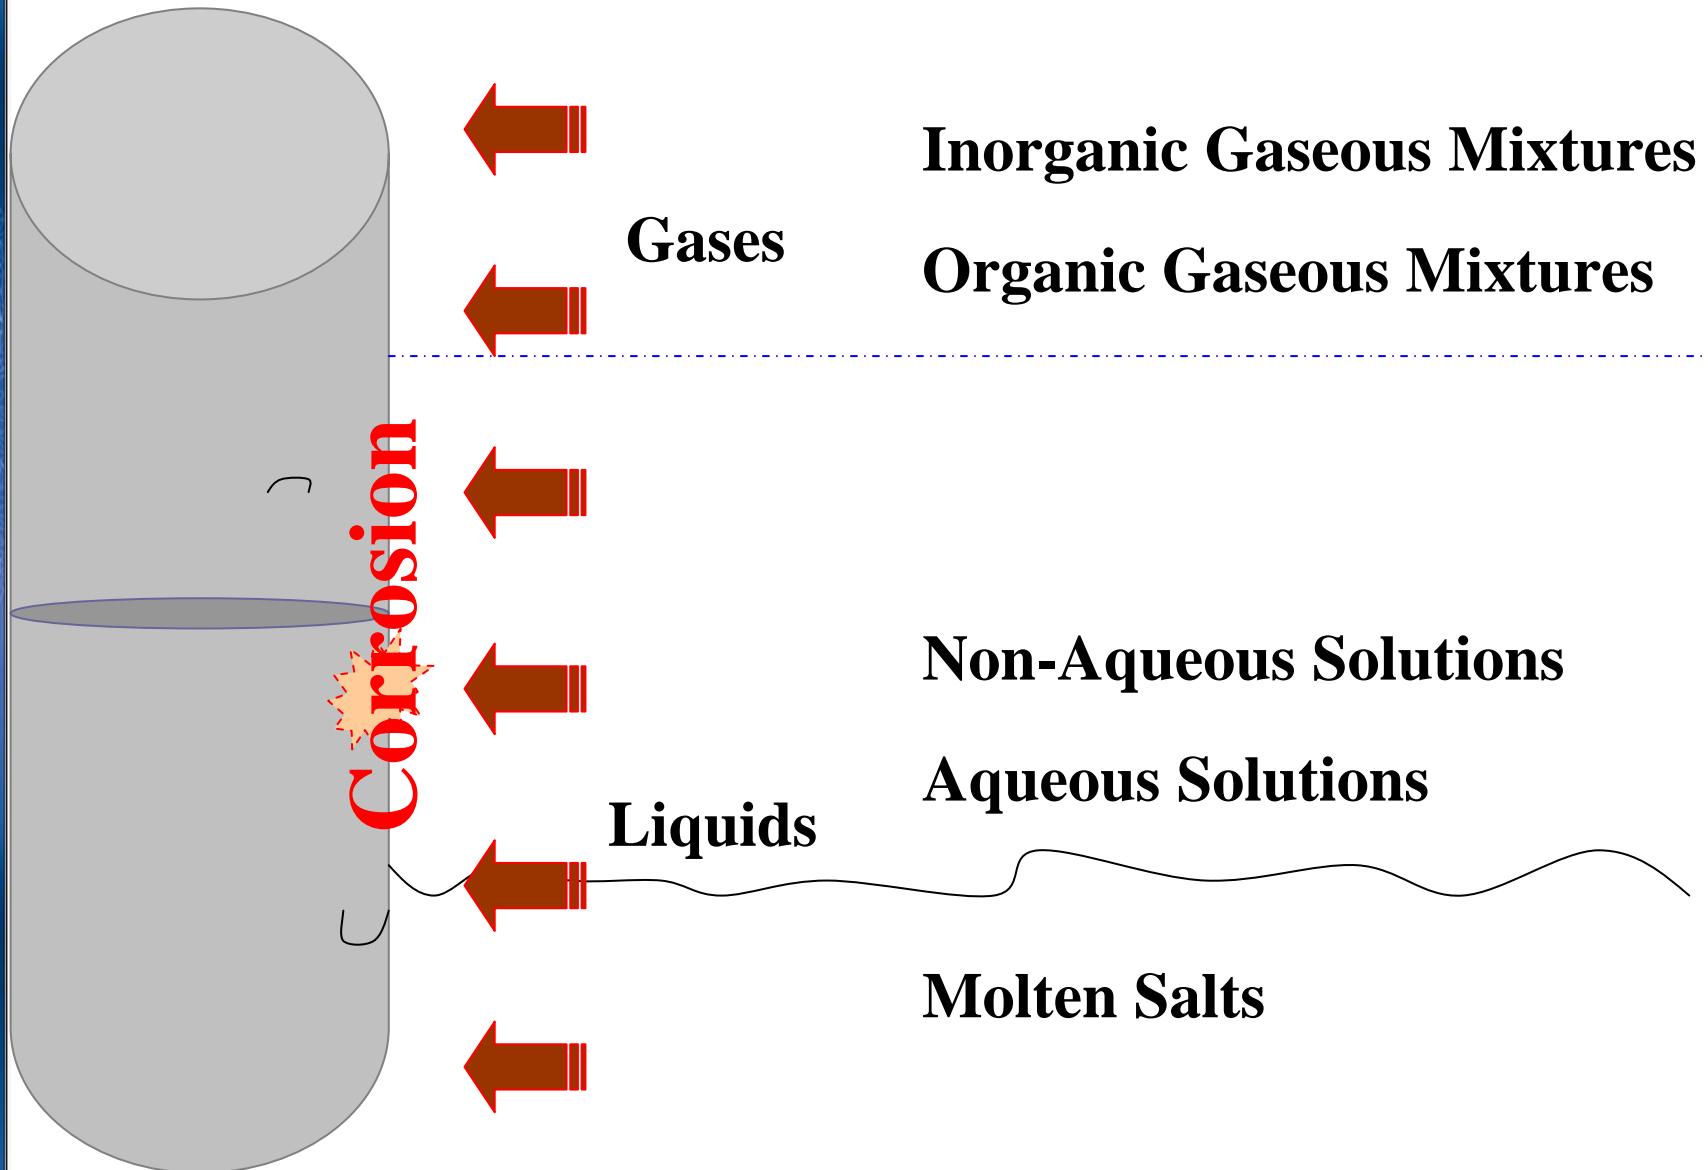 Inorganic Gaseous Mixtures
Gases
Organic Gaseous Mixtures
Corrosion
Non-Aqueous Solutions
Aqueous Solutions
Liquids
Molten Salts